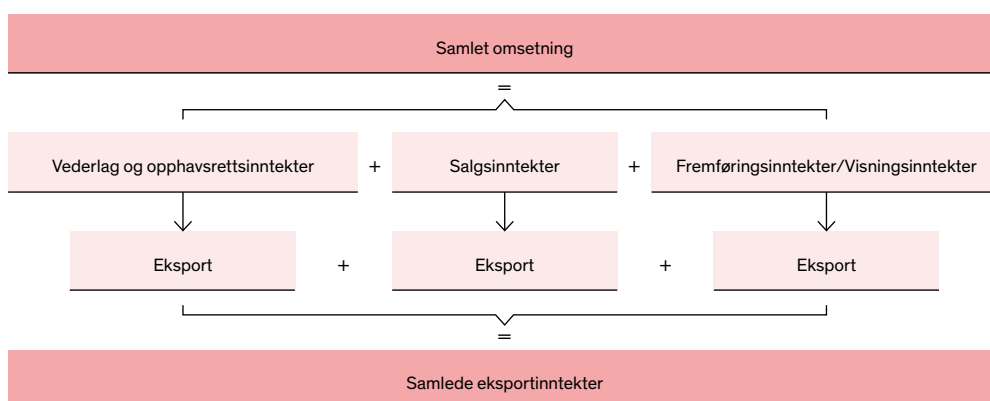 Samlet omsetning
=
Vederlag og opphavsrettsinntekter + Salgsinntekter + Fremføringsinntekter/Visningsinntekter
Eksport + Eksport + Eksport
=
Samlede eksportinntekter